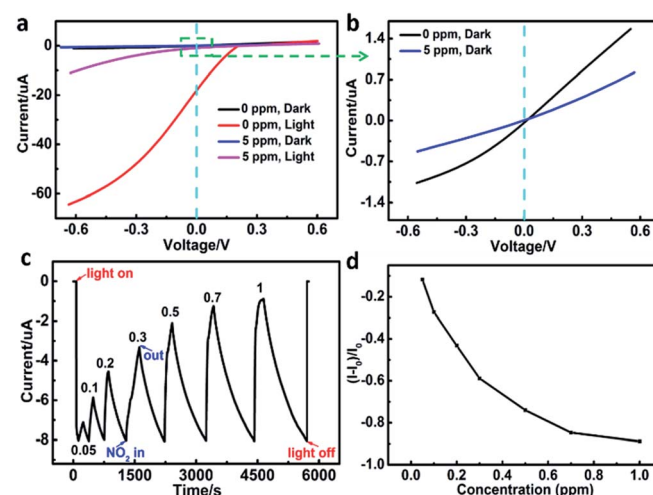 a
0
-20
-40
-60
Current/uA
0 ppm, Dark
0 ppm, Light
5 ppm, Dark
5 ppm, Light
-0.6 -0.3 0.0 0.3 0.6
Voltage/V
b
0 ppm, Dark
5 ppm, Dark
1.4
0.7
0.0
-0.7
-1.4
Current/uA
-0.6 -0.3 0.0 0.3 0.6
Voltage/V
c
0
-2
-4
-6
-8
Current/uA
light on
0.05
0.1
0.2
0.3
out
0.5
0.7
1
NO2 in
light off
0 1500 3000 4500 6000
Time/s
d
-0.2
-0.4
-0.6
-0.8
-1.0
(I-I0)/I0
0.0 0.2 0.4 0.6 0.8 1.0
Concentration (ppm)